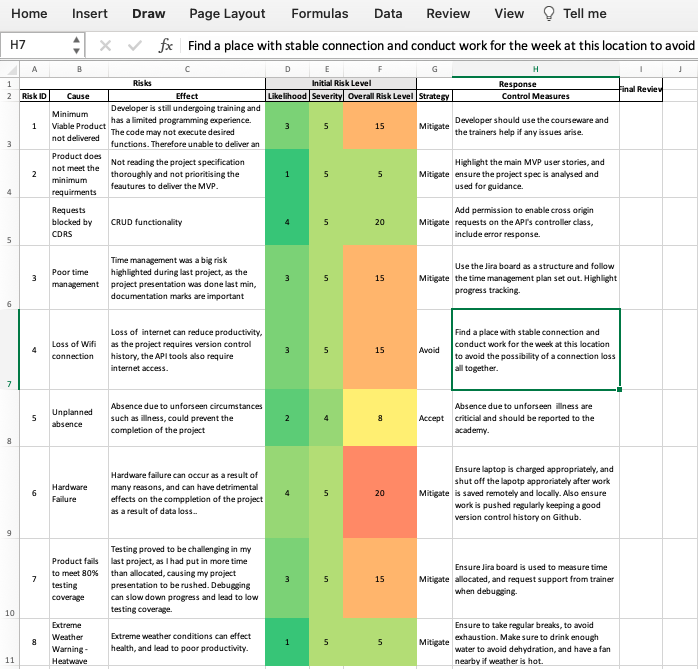 Home Insert Draw Page Layout Formulas Data Review View Tell me
H7 fx Find a place with stable connection and conduct work for the week at this location to avoid
A B C D E F G H I J
1 Risks Initial Risk Level Response Final Review
2 Risk ID Cause Effect Likelihood Severity Overall Risk Level Strategy Control Measures
3
1
Minimum
Viable Product
not delivered
Developer is still undergoing training and
has a limited programming experience.
The code may not execute desired
functions. Therefore unable to deliver an
3 5 15 Mitigate
Developer should use the courseware and
the trainers help if any issues arise.
4
2
Product does
not meet the
minimum
requirments
Not reading the project specification
thoroughly and not prioritising the
feautures to deliver the MVP.
1 5 5 Mitigate
Highlight the main MVP user stories, and
ensure the project spec is analysed and
used for guidance.
5
Requests
blocked by
CDRS
CRUD functionality
4 5 20 Mitigate
Add permission to enable cross origin
requests on the API's controller class,
include error response.
6
3
Poor time
management
Time management was a big risk
highlighted during last project, as the
project presentation was done last min,
documentation marks are important
3 5 15 Mitigate
Use the Jira board as a structure and follow
the time management plan set out. Highlight
progress tracking.
7
4
Loss of Wifi
connection
Loss of internet can reduce productivity,
as the project requires version control
history, the API tools also require
internet access.
3 5 15 Avoid
Find a place with stable connection and
conduct work for the week at this location
to avoid the possibility of a connection loss
all together.
8
5
Unplanned
absence
Absence due to unforseen circumstances
such as illness, could prevent the
completion of the project
2 4 8 Accept
Absence due to unforseen illness are
criticial and should be reported to the
academy.
9
6
Hardware
Failure
Hardware failure can occur as a result of
many reasons, and can have detrimental
effects on the completion of the project
as a result of data loss..
4 5 20 Mitigate
Ensure laptop is charged appropriately, and
shut off the lapotp approriately after work
is saved remotely and locally. Also ensure
work is pushed regularly keeping a good
version control history on Github.
10
7
Product fails
to meet 80%
testing
coverage
Testing proved to be challenging in my
last project, as I had put in more time
than allocated, causing my project
presentation to be rushed. Debugging
can slow down progress and lead to low
testing coverage.
3 5 15 Mitigate
Ensure Jira board is used to measure time
allocated, and request support from trainer
when debugging.
11
8
Extreme
Weather
Warning -
Heatwave
Extreme weather conditions can effect
health, and lead to poor productivity.
1 5 5 Mitigate
Ensure to take regular breaks, to avoid
exhaustion. Make sure to drink enough
water to avoid dehydration, and have a fan
nearby if weather is hot.